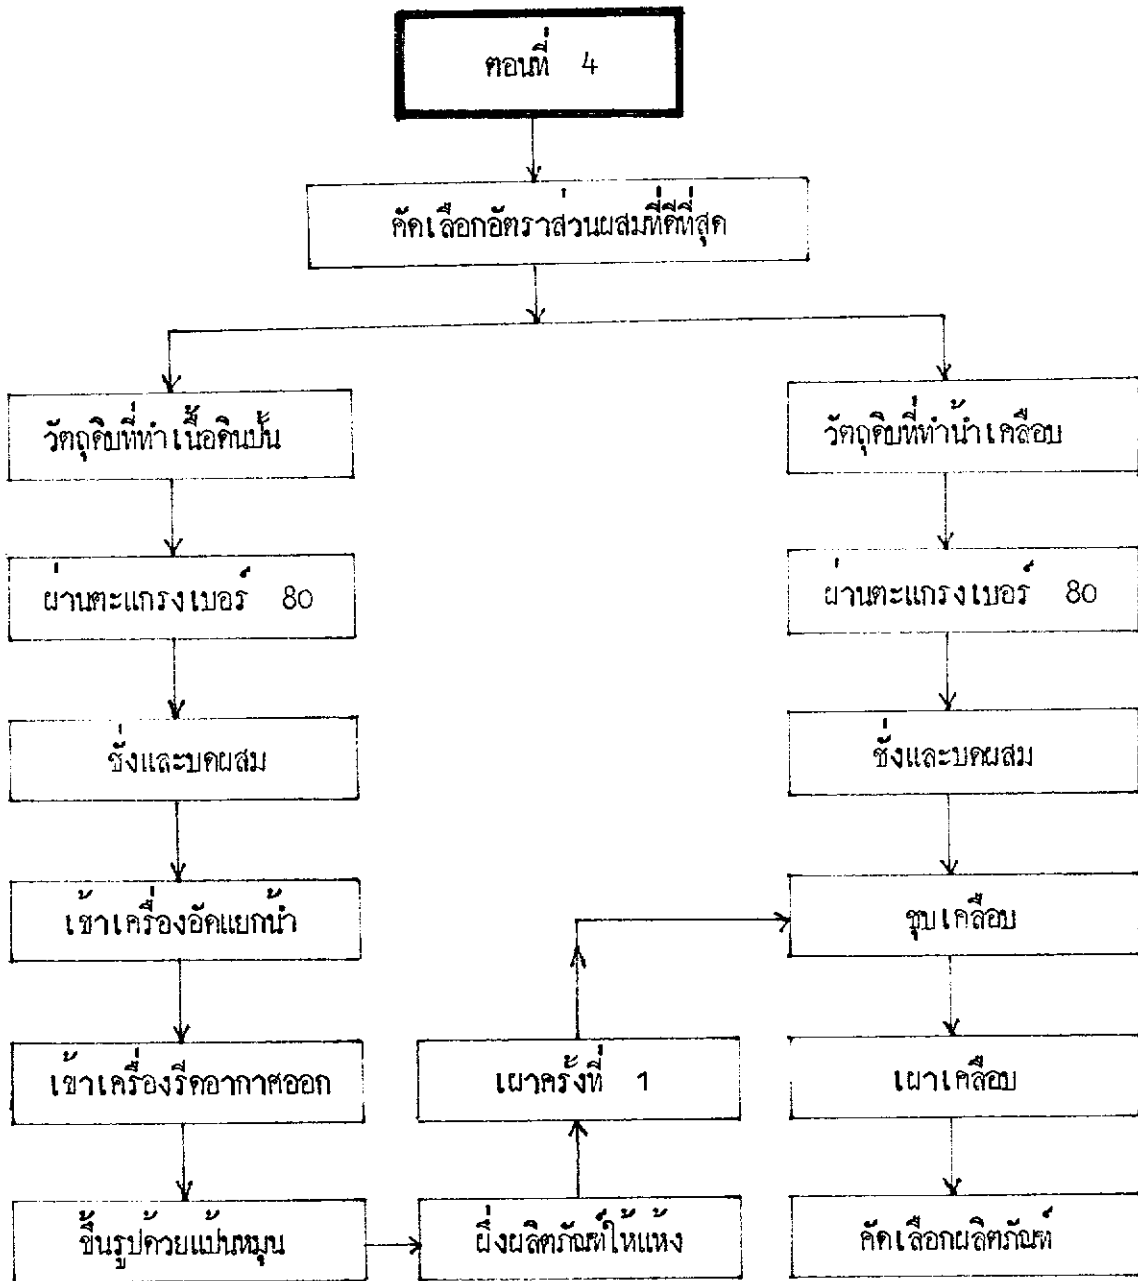 ตอนที่ 4
คัดเลือกอัตราส่วนผสมที่ดีที่สุด
วัตถุดิบที่ทำเนื้อดินปั้น
ผ่านตะแกรงเบอร์ 80
ชั่งและบดผสม
เข้าเครื่องอัดแยกน้ำ
เข้าเครื่องรีดอากาศออก
ขึ้นรูปด้วยแป้นหมุน
ผึ่งผลิตภัณฑ์ให้แห้ง
เผาครั้งที่ 1
วัตถุดิบที่ทำน้ำเคลือบ
ผ่านตะแกรงเบอร์ 80
ชั่งและบดผสม
ชุบเคลือบ
เผาเคลือบ
คัดเลือกผลิตภัณฑ์